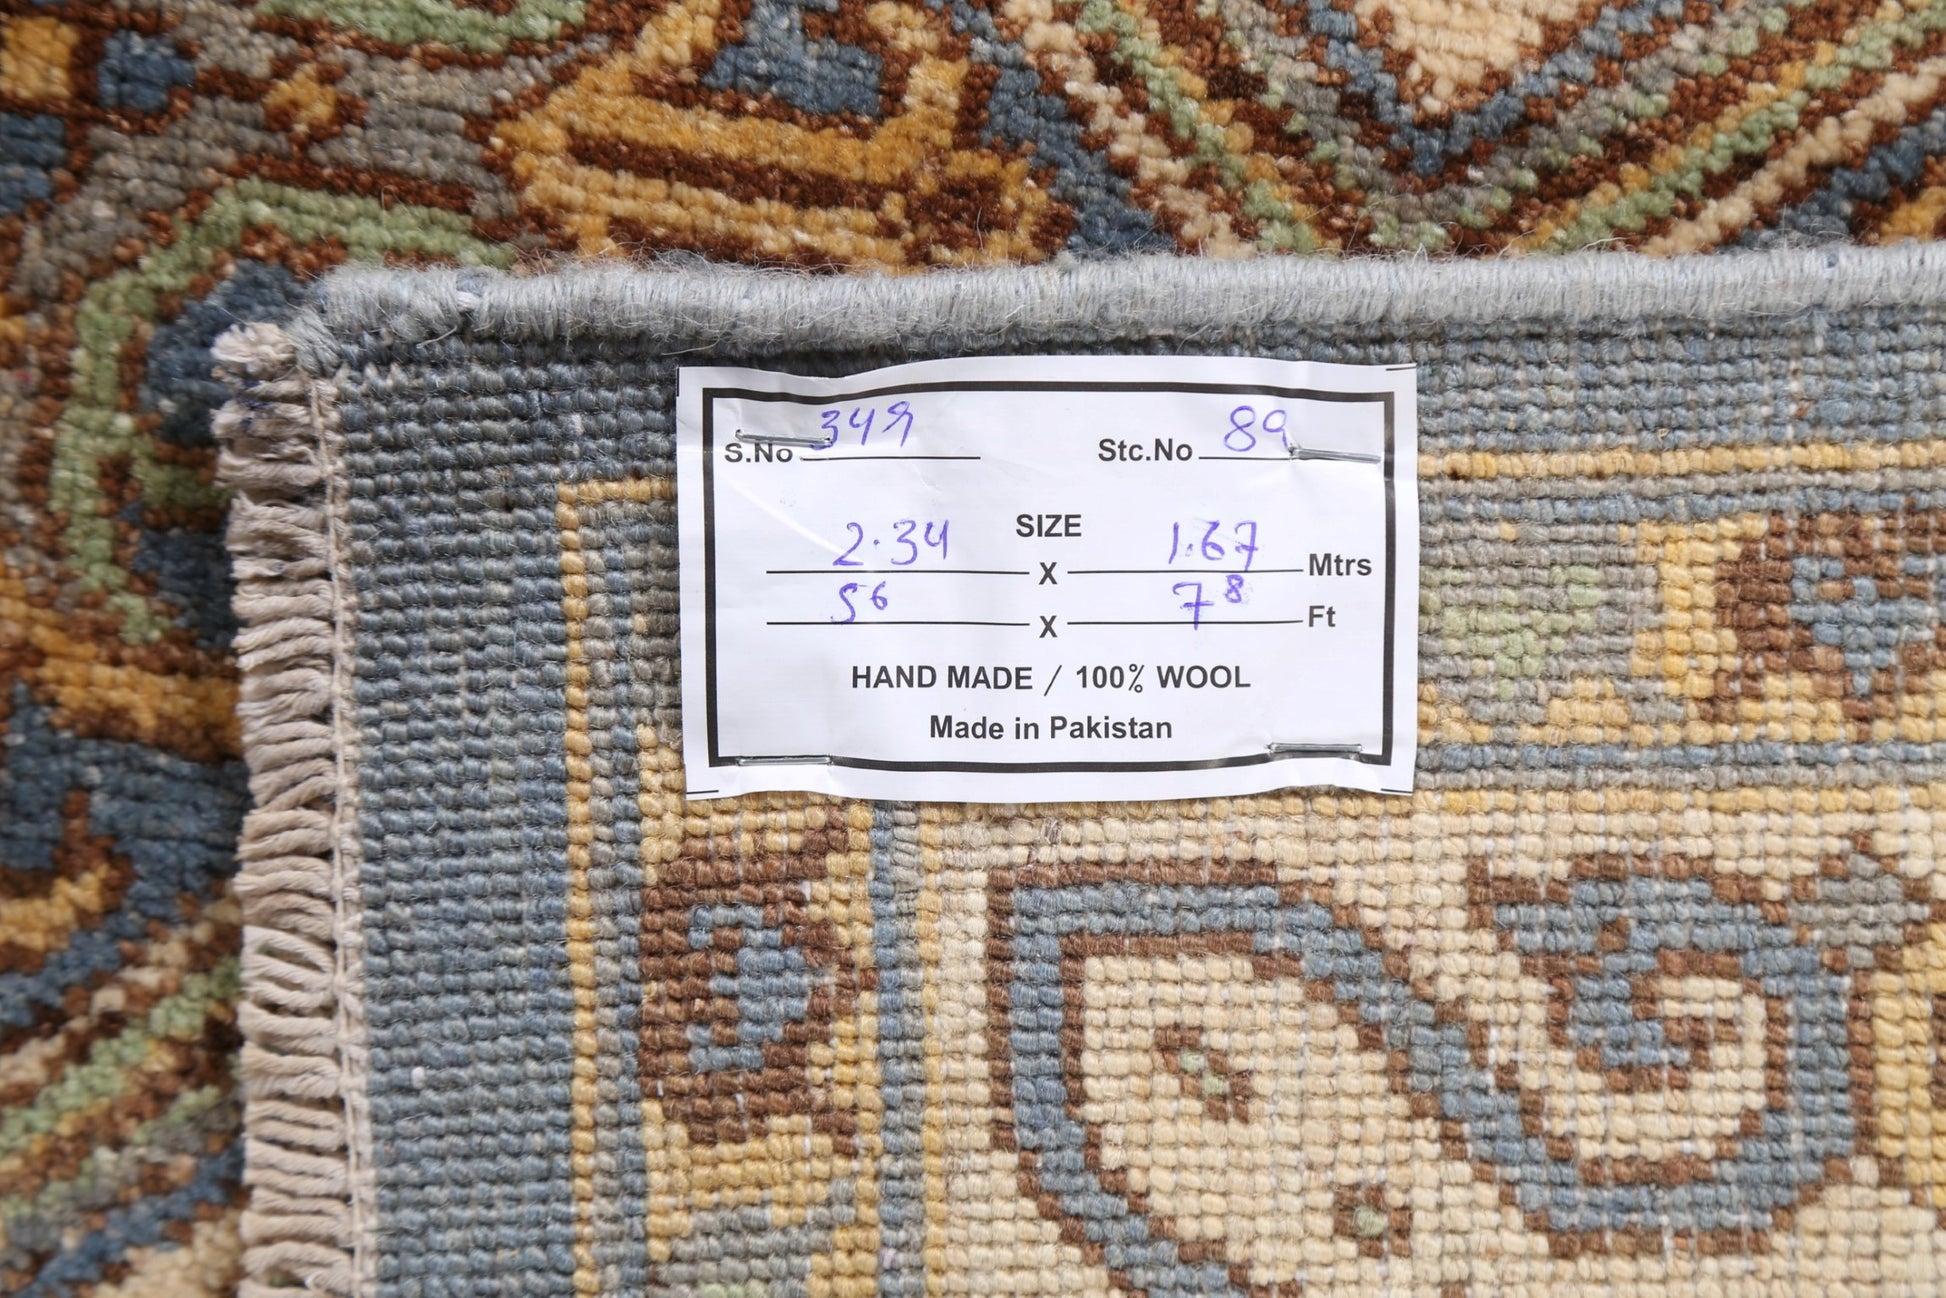 S.No 349 Stc.No 89
SIZE
2.34 X 1.67 Mtrs
5⁶ X 7⁸ Ft
HAND MADE / 100% WOOL
Made in Pakistan